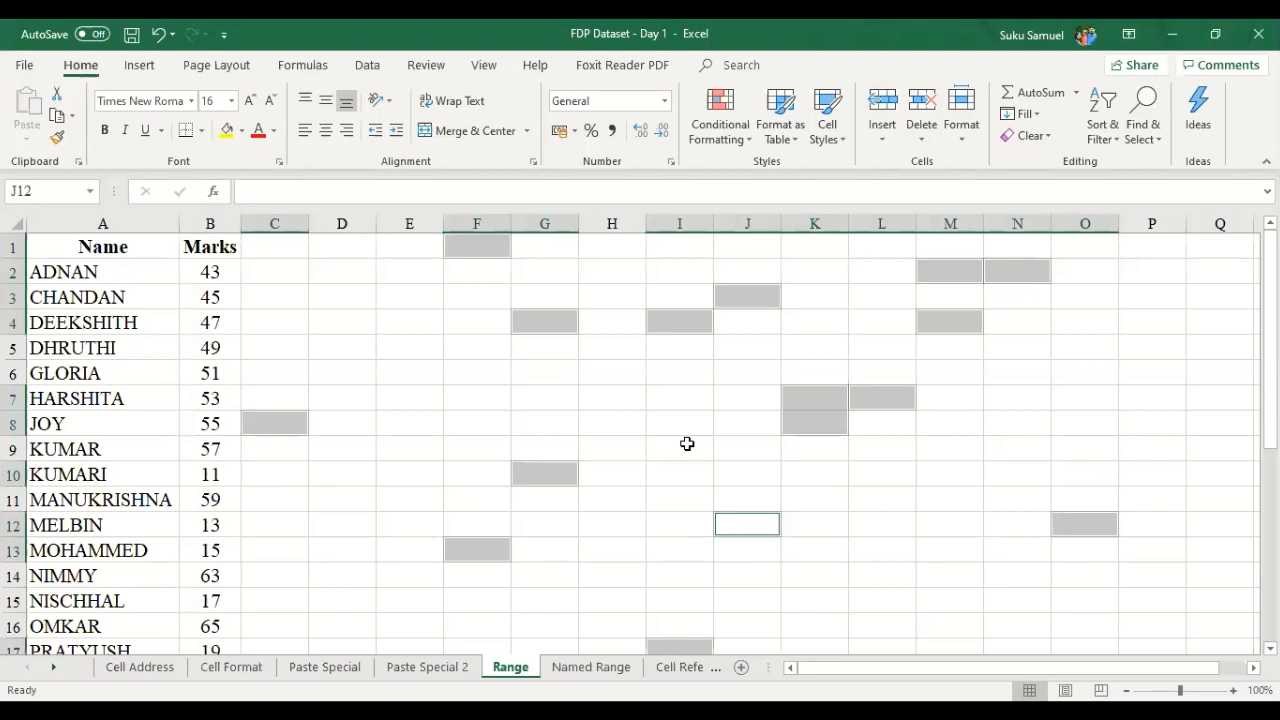 AutoSave Off
FDP Dataset - Day 1 - Excel
Suku Samuel
File Home Insert Page Layout Formulas Data Review View Help Foxit Reader PDF Search Share Comments
Paste
Times New Roma 16
B I U A
Wrap Text
Merge & Center
General
%
Conditional Formatting
Format as Table
Cell Styles
Insert
Delete
Format
AutoSum
Fill
Clear
Sort & Filter
Find & Select
Ideas
Clipboard Font Alignment Number Styles Cells Editing Ideas
J12 fx
A B C D E F G H I J K L M N O P Q
1 Name Marks
2 ADNAN 43
3 CHANDAN 45
4 DEEKSHITH 47
5 DHRUTHI 49
6 GLORIA 51
7 HARSHITA 53
8 JOY 55
9 KUMAR 57
10 KUMARI 11
11 MANUKRISHNA 59
12 MELBIN 13
13 MOHAMMED 15
14 NIMMY 63
15 NISCHHAL 17
16 OMKAR 65
17 PRATYUSH 19
Cell Address Cell Format Paste Special Paste Special 2 Range Named Range Cell Refe ...
Ready 100%